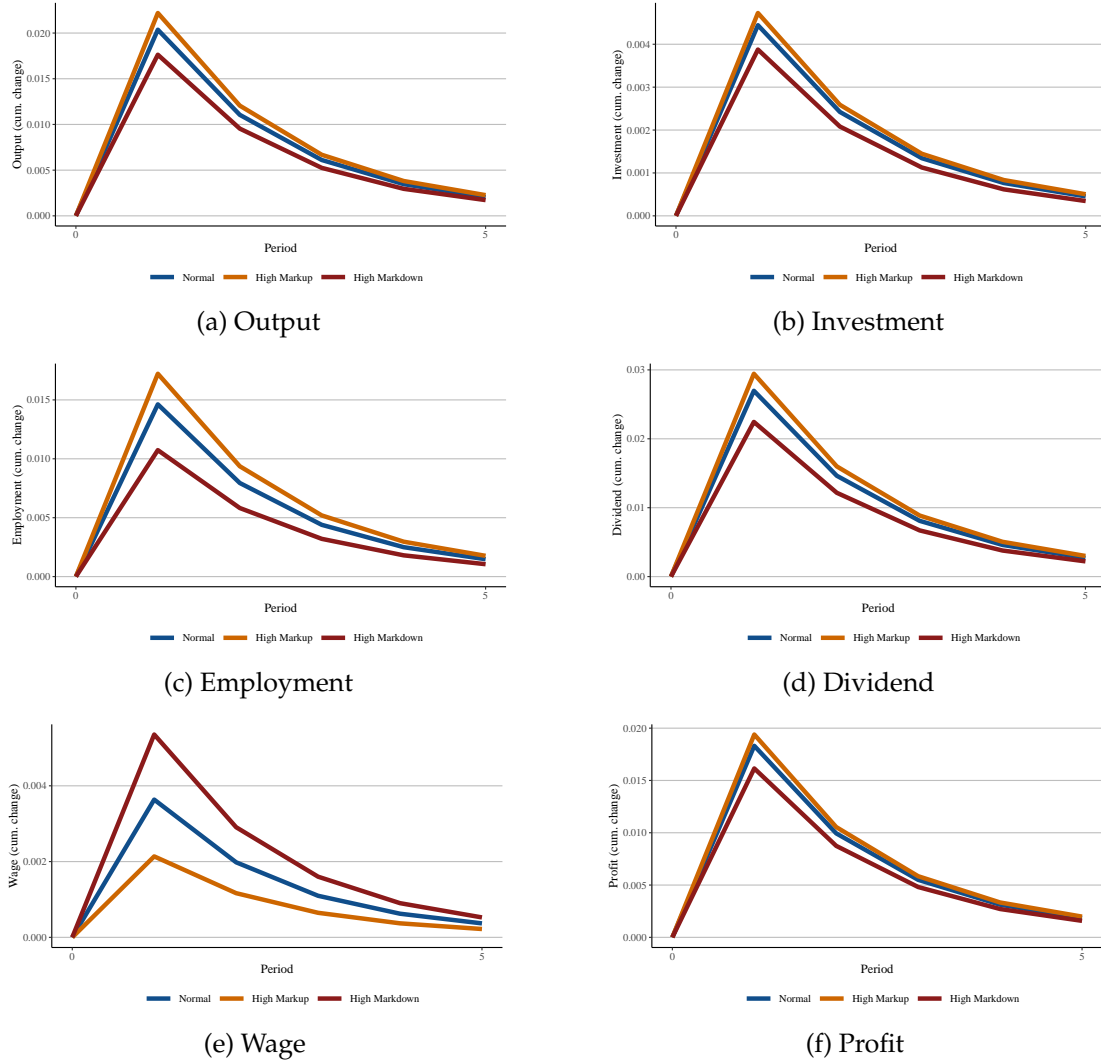 Output (cum. change)
0.020
0.015
0.010
0.005
0.000
0
5
Period
Normal High Markup High Markdown
(a) Output
Investment (cum. change)
0.004
0.003
0.002
0.001
0.000
0
5
Period
Normal High Markup High Markdown
(b) Investment
Employment (cum. change)
0.015
0.010
0.005
0.000
0
5
Period
Normal High Markup High Markdown
(c) Employment
Dividend (cum. change)
0.03
0.02
0.01
0.00
0
5
Period
Normal High Markup High Markdown
(d) Dividend
Wage (cum. change)
0.004
0.002
0.000
0
5
Period
Normal High Markup High Markdown
(e) Wage
Profit (cum. change)
0.020
0.015
0.010
0.005
0.000
0
5
Period
Normal High Markup High Markdown
(f) Profit